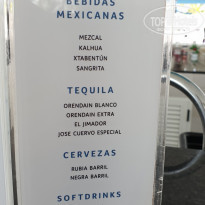 BEBIDAS
MEXICANAS
MEZCAL
KALHUA
XTABENTÚN
SANGRITA
TEQUILA
ORENDAIN BLANCO
ORENDAIN EXTRA
EL JIMADOR
JOSE CUERVO ESPECIAL
CERVEZAS
RUBIA BARRIL
NEGRA BARRIL
SOFTDRINKS